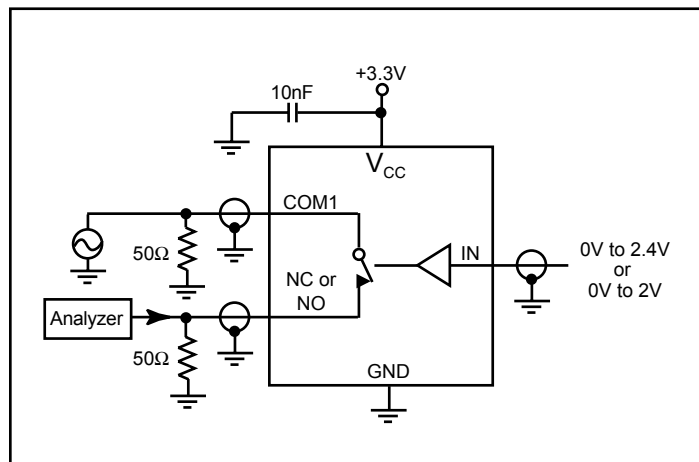 +3.3V
10nF
VCC
COM1
50Ω
NC or
NO
IN
0V to 2.4V
or
0V to 2V
Analyzer
50Ω
GND